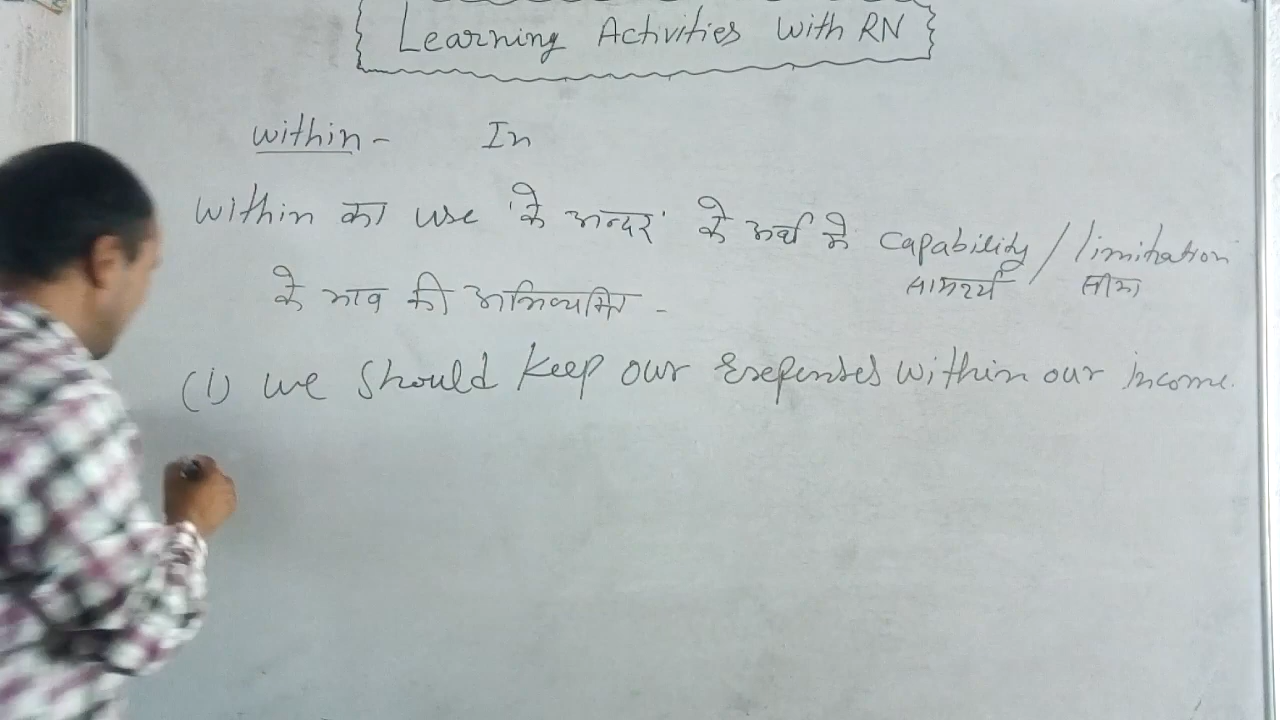 Learning Activities With RN
within - In
within का use 'के अन्दर' के अर्थ मे capability / limitation
सामर्थ्य सीमा
के भाव की अभिव्यक्ति -
(1) We should keep our Expenses within our income.